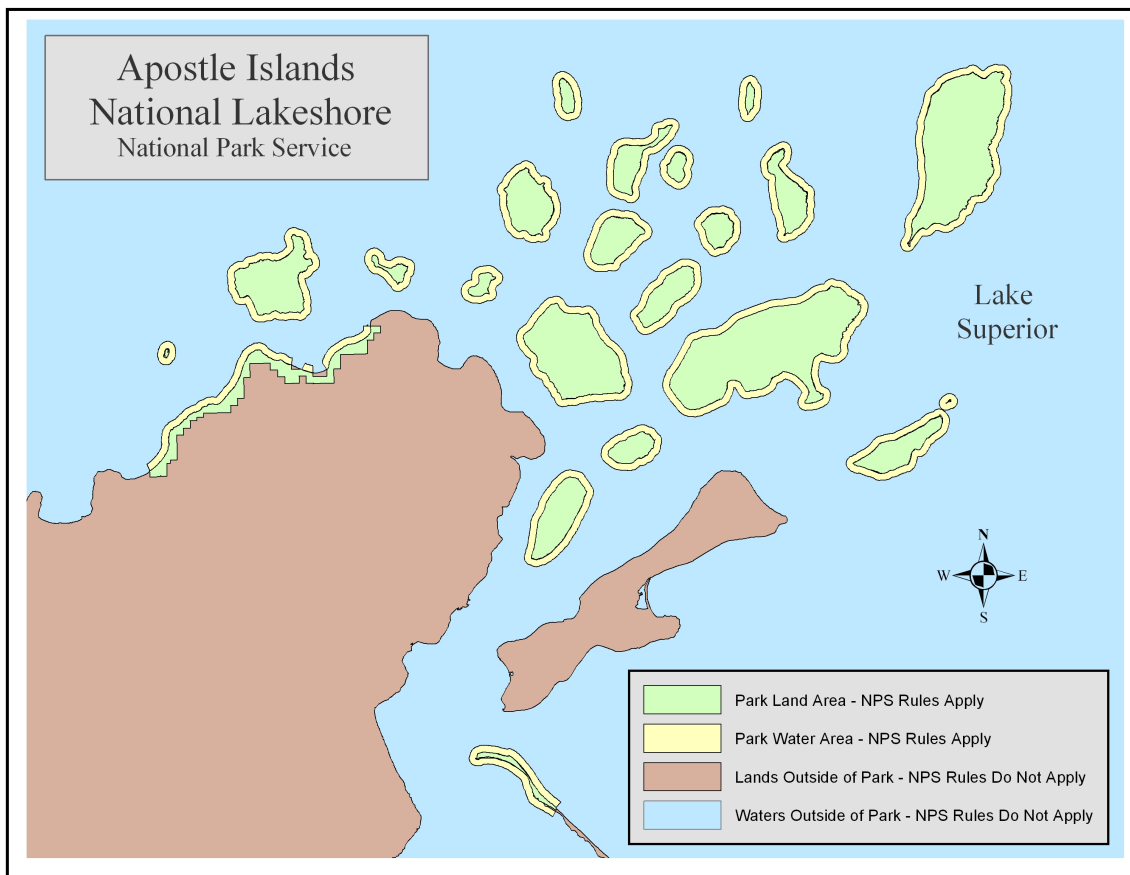 Apostle Islands
National Lakeshore
National Park Service
Lake
Superior
N
W
E
S
Park Land Area - NPS Rules Apply
Park Water Area - NPS Rules Apply
Lands Outside of Park - NPS Rules Do Not Apply
Waters Outside of Park - NPS Rules Do Not Apply